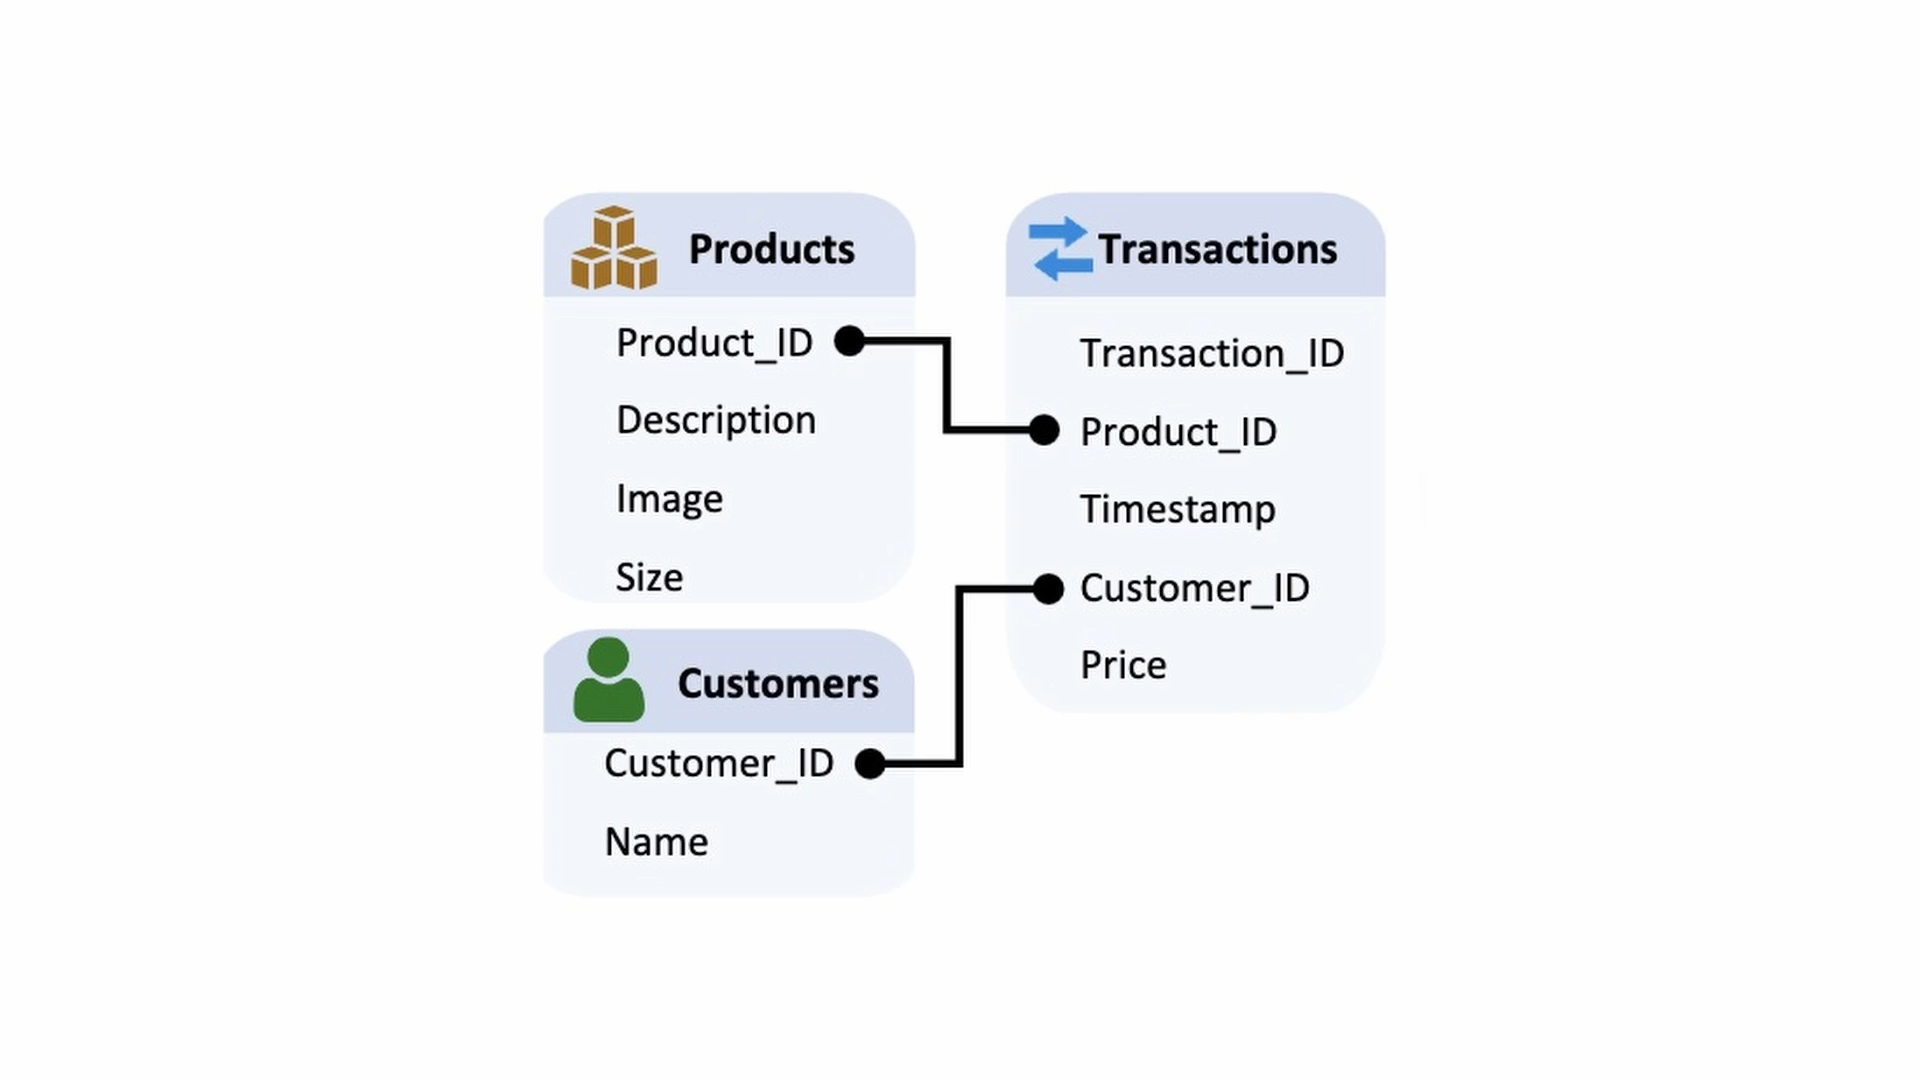 Products
Product_ID
Description
Image
Size
Customers
Customer_ID
Name
Transactions
Transaction_ID
Product_ID
Timestamp
Customer_ID
Price